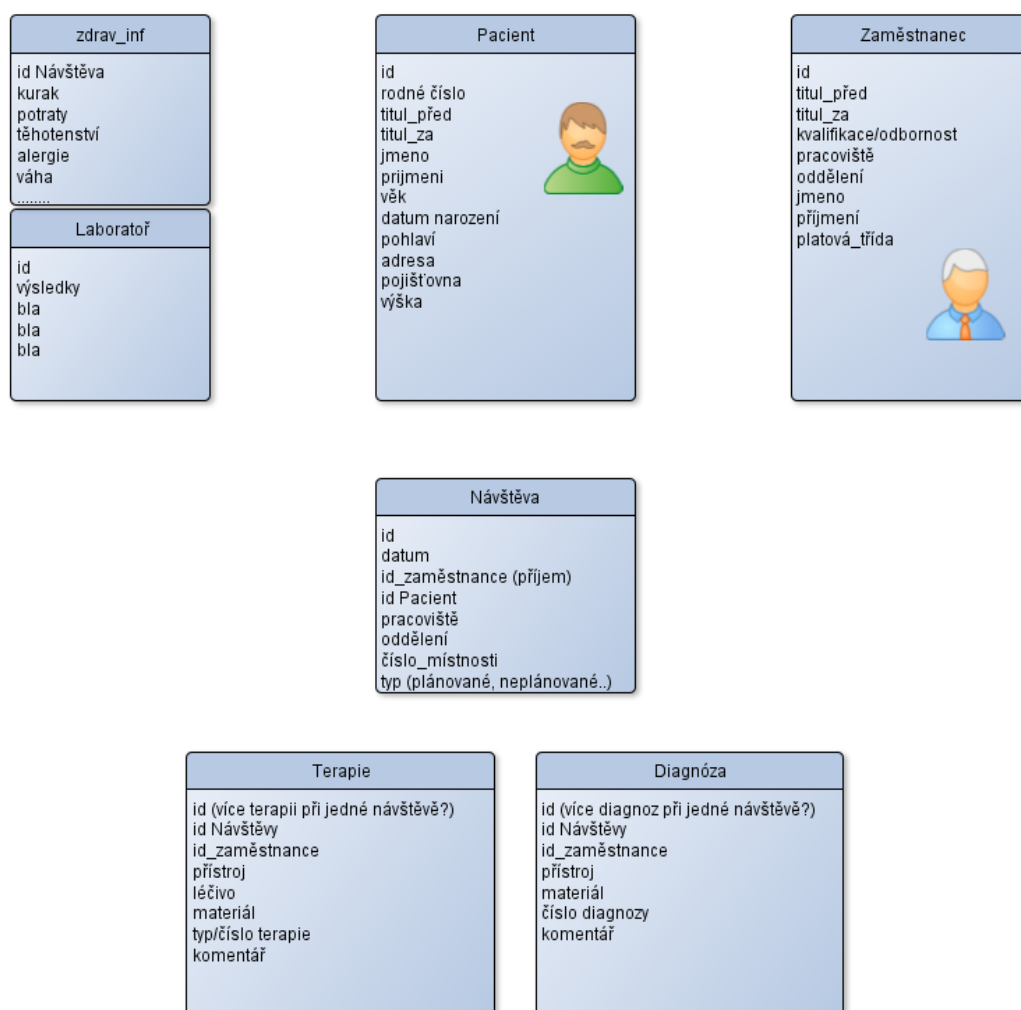 zdrav_inf
id Návštěva
kurak
potraty
těhotenství
alergie
váha
........
Laboratoř
id
výsledky
bla
bla
bla
Pacient
id
rodné číslo
titul_před
titul_za
jmeno
prijmeni
věk
datum narození
pohlaví
adresa
pojišťovna
výška
Zaměstnanec
id
titul_před
titul_za
kvalifikace/odbornost
pracoviště
oddělení
jmeno
příjmení
platová_třída
Návštěva
id
datum
id_zaměstnance (příjem)
id Pacient
pracoviště
oddělení
číslo_místnosti
typ (plánované, neplánované..)
Terapie
id (více terapii při jedné návštěvě?)
id Návštěvy
id_zaměstnance
přístroj
léčivo
materiál
typ/číslo terapie
komentář
Diagnóza
id (více diagnoz při jedné návštěvě?)
id Návštěvy
id_zaměstnance
přístroj
materiál
číslo diagnozy
komentář